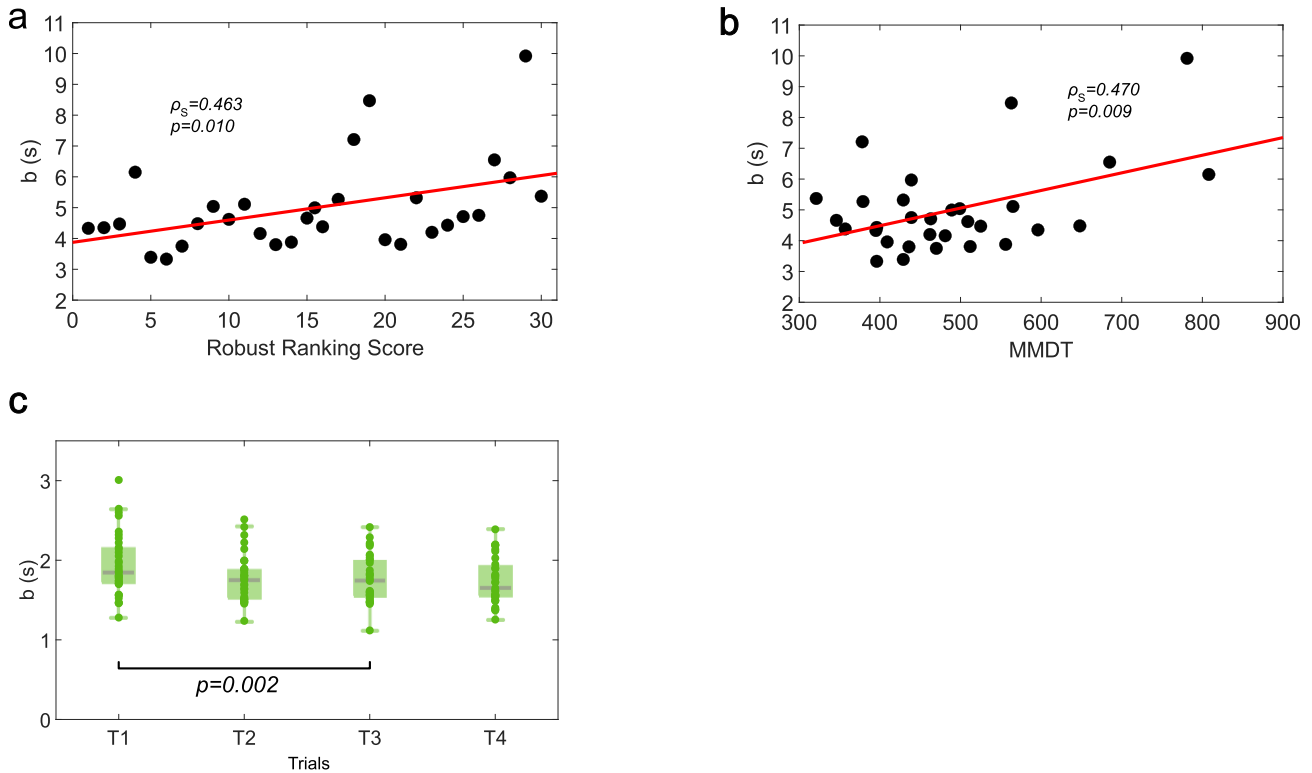 a
11
10
9
8
7
6
5
4
3
2
b (s)
ρS=0.463
p=0.010
0 5 10 15 20 25 30
Robust Ranking Score
b
11
10
9
8
7
6
5
4
3
2
b (s)
ρS=0.470
p=0.009
300 400 500 600 700 800 900
MMDT
c
3
2
1
0
b (s)
p=0.002
T1 T2 T3 T4
Trials